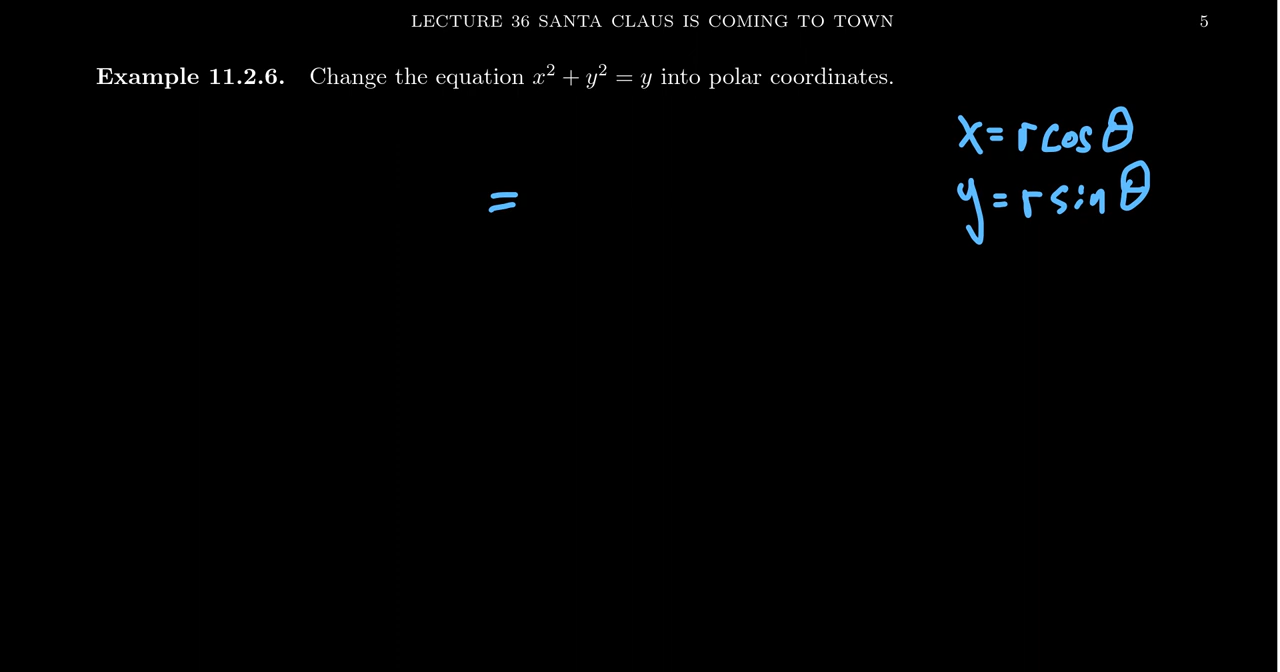 LECTURE 36 SANTA CLAUS IS COMING TO TOWN 5
Example 11.2.6. Change the equation x² + y² = y into polar coordinates.
x = r cos θ
=
y = r sin θ